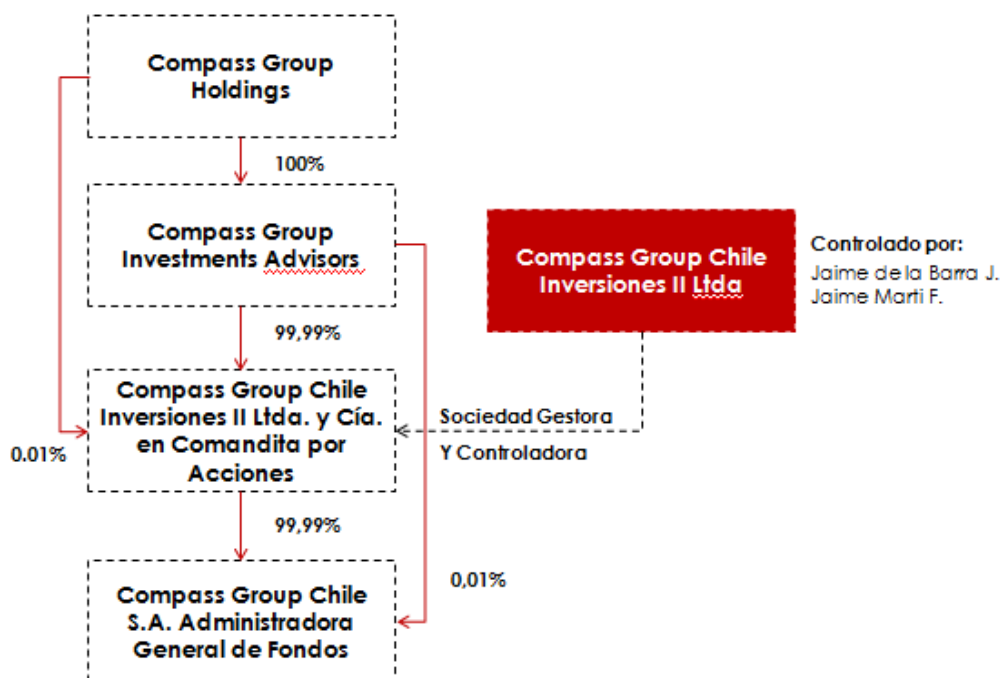 Compass Group
Holdings
100%
Compass Group
Investments Advisors
Compass Group Chile
Inversiones II Ltda
Controlado por:
Jaime de la Barra J.
Jaime Marti F.
99,99%
Compass Group Chile
Inversiones II Ltda. y Cía.
en Comandita por
Acciones
Sociedad Gestora
Y Controladora
0.01%
99,99%
0,01%
Compass Group Chile
S.A. Administradora
General de Fondos